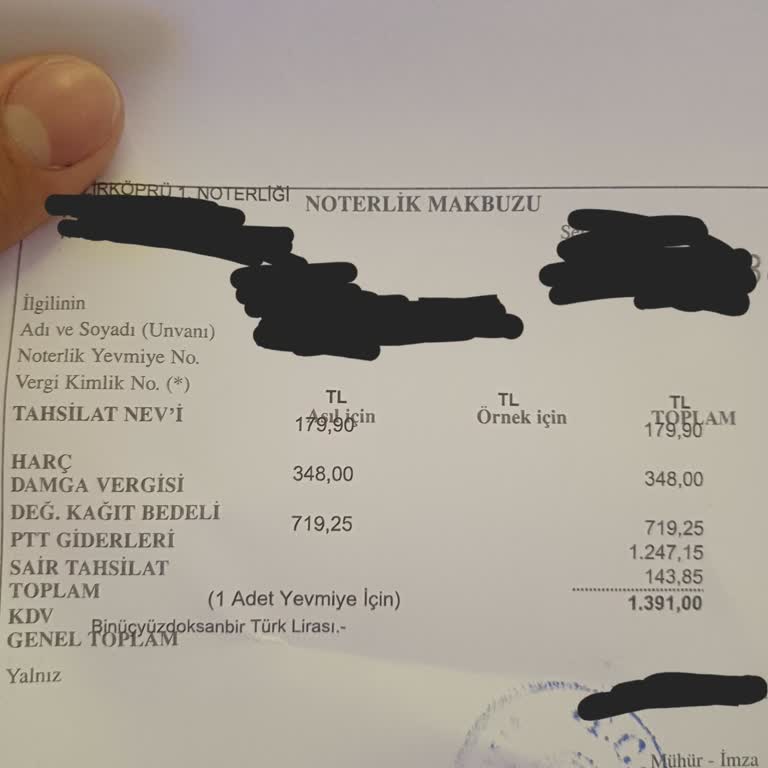 1. NOTERLİĞİ
NOTERLİK MAKBUZU
İlgilinin
Adı ve Soyadı (Unvanı)
Noterlik Yevmiye No.
Vergi Kimlik No. (*)
TL TL TL
TAHSİLAT NEV'İ Asıl için Örnek için TOPLAM
179,90 179,90
HARÇ
348,00 348,00
DAMGA VERGİSİ
DEĞ. KAĞIT BEDELİ
719,25 719,25
PTT GİDERLERİ
1.247,15
SAİR TAHSİLAT
143,85
TOPLAM
(1 Adet Yevmiye İçin) 1.391,00
KDV
Binüçyüzdoksanbir Türk Lirası.-
GENEL TOPLAM
Yalnız
Mühür - İmza